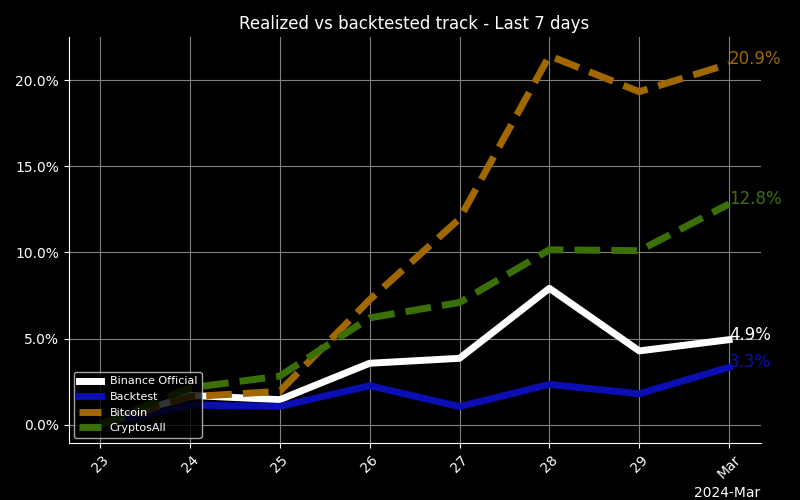 Realized vs backtested track - Last 7 days
20.0%
15.0%
10.0%
5.0%
0.0%
20.9%
12.8%
4.9%
3.3%
Binance Official
Backtest
Bitcoin
CryptosAll
23
24
25
26
27
28
29
Mar
2024-Mar